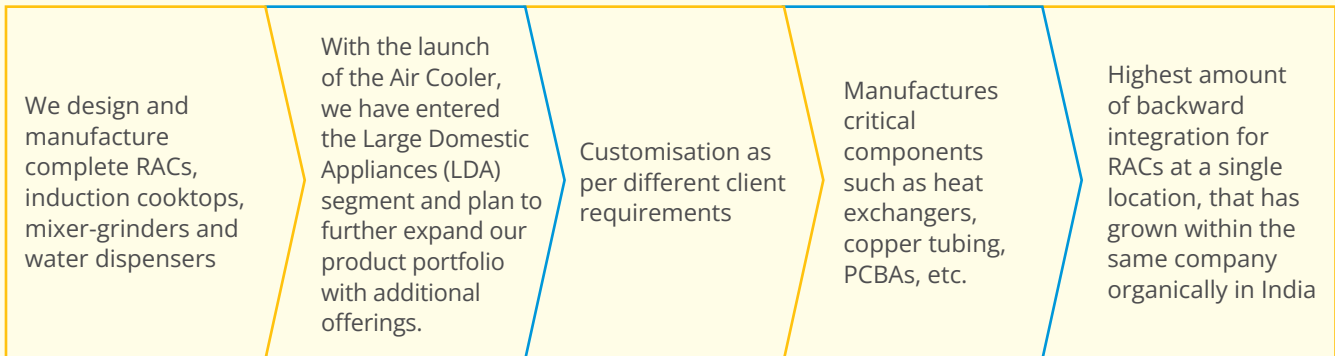 We design and
manufacture
complete RACs,
induction cooktops,
mixer-grinders and
water dispensers
With the launch
of the Air Cooler,
we have entered
the Large Domestic
Appliances (LDA)
segment and plan to
further expand our
product portfolio
with additional
offerings.
Customisation as
per different client
requirements
Manufactures
critical
components
such as heat
exchangers,
copper tubing,
PCBAs, etc.
Highest amount
of backward
integration for
RACs at a single
location, that has
grown within the
same company
organically in India